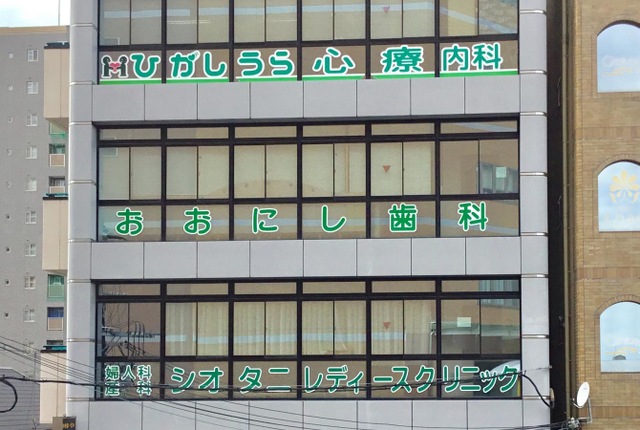 ひがしうら心療内科
おおにし歯科
婦人科
産科
シオタニレディースクリニック